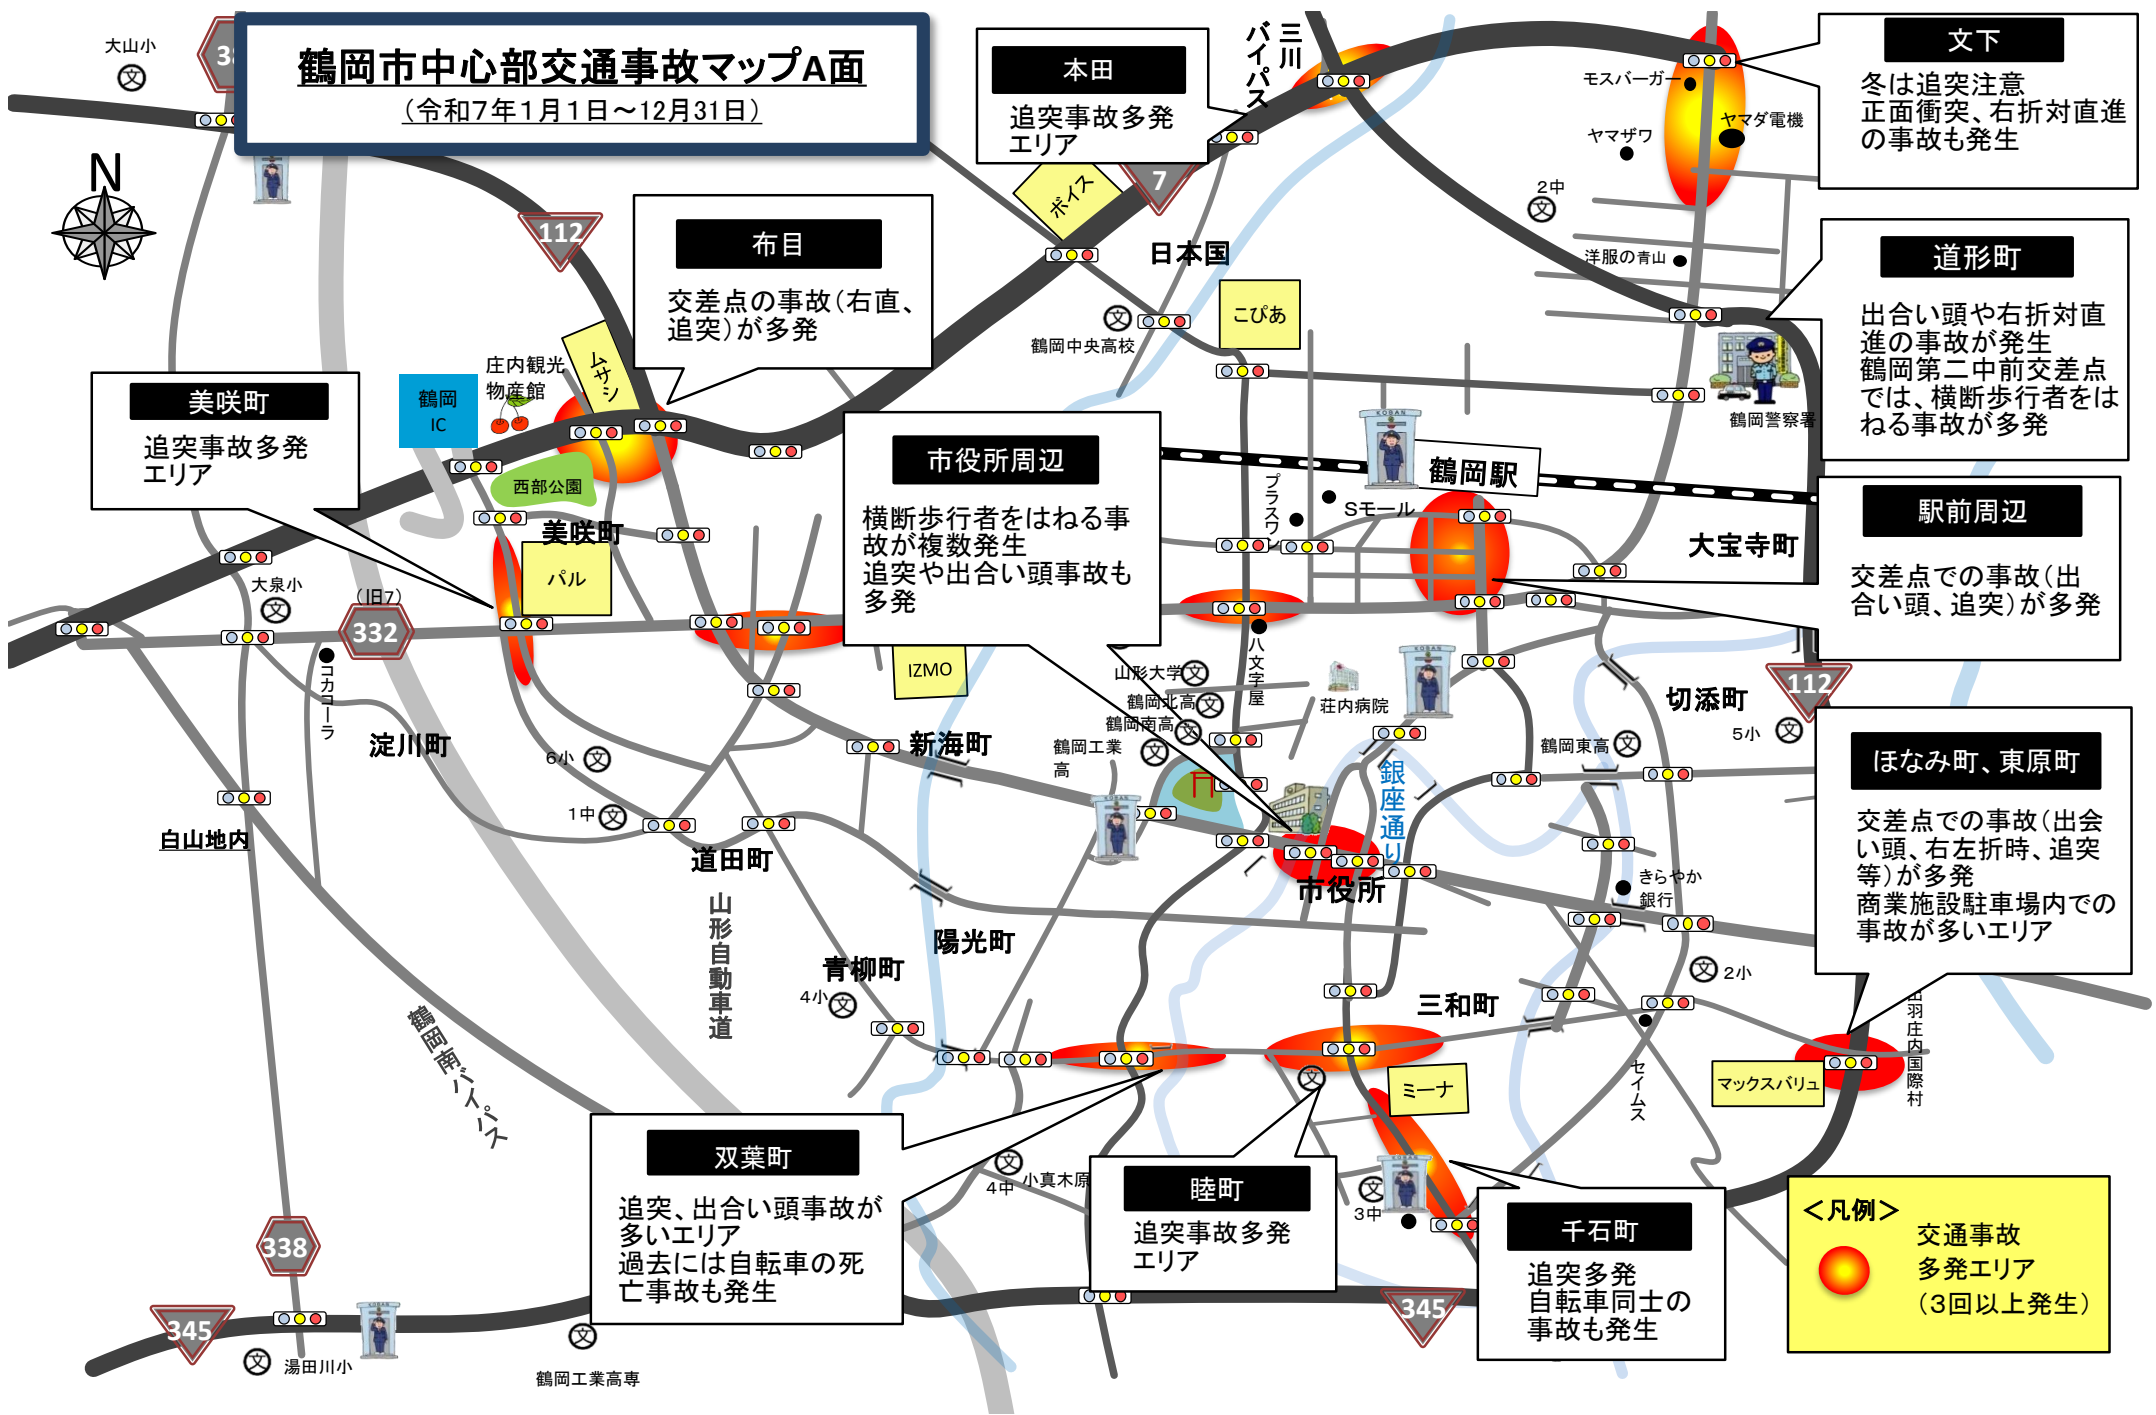 鶴岡市中心部交通事故マップA面
（令和7年1月1日～12月31日）
大山小
文
N
112
布目
交差点の事故（右直、
追突）が多発
本田
追突事故多発
エリア
三川
バイパス
7
ボイス
日本国
文下
冬は追突注意
正面衝突、右折対直進
の事故も発生
モスバーガー
ヤマダ電機
ヤマザワ
2中
文
洋服の青山
道形町
出合い頭や右折対直
進の事故が発生
鶴岡第二中前交差点
では、横断歩行者をは
ねる事故が多発
鶴岡警察署
こぴあ
文
鶴岡中央高校
ムサシ
庄内観光
物産館
鶴岡
IC
美咲町
追突事故多発
エリア
西部公園
美咲町
パル
市役所周辺
横断歩行者をはねる事
故が複数発生
追突や出合い頭事故も
多発
KOBAN
鶴岡駅
プラスワン
Sモール
大宝寺町
駅前周辺
交差点での事故（出
合い頭、追突）が多発
大泉小
文
（旧7）
332
コカコーラ
淀川町
IZMO
八文字屋
山形大学
文
鶴岡北高
文
鶴岡南高
文
鶴岡工業
高
文
荘内病院
KOBAN
切添町
112
5小
文
鶴岡東高
文
新海町
6小
文
1中
文
道田町
白山地内
KOBAN
銀座通り
市役所
きらやか
銀行
ほなみ町、東原町
交差点での事故（出会
い頭、右左折時、追突
等）が多発
商業施設駐車場内での
事故が多いエリア
山形自動車道
陽光町
青柳町
4小
文
三和町
文
2小
出羽庄内国際村
セイムス
マックスバリュ
ミーナ
文
鶴岡南バイパス
双葉町
追突、出合い頭事故が
多いエリア
過去には自転車の死
亡事故も発生
文
4中
小真木原
睦町
追突事故多発
エリア
文
3中
KOBAN
千石町
追突多発
自転車同士の
事故も発生
338
345
KOBAN
文
湯田川小
文
鶴岡工業高専
345
＜凡例＞
交通事故
多発エリア
（3回以上発生）